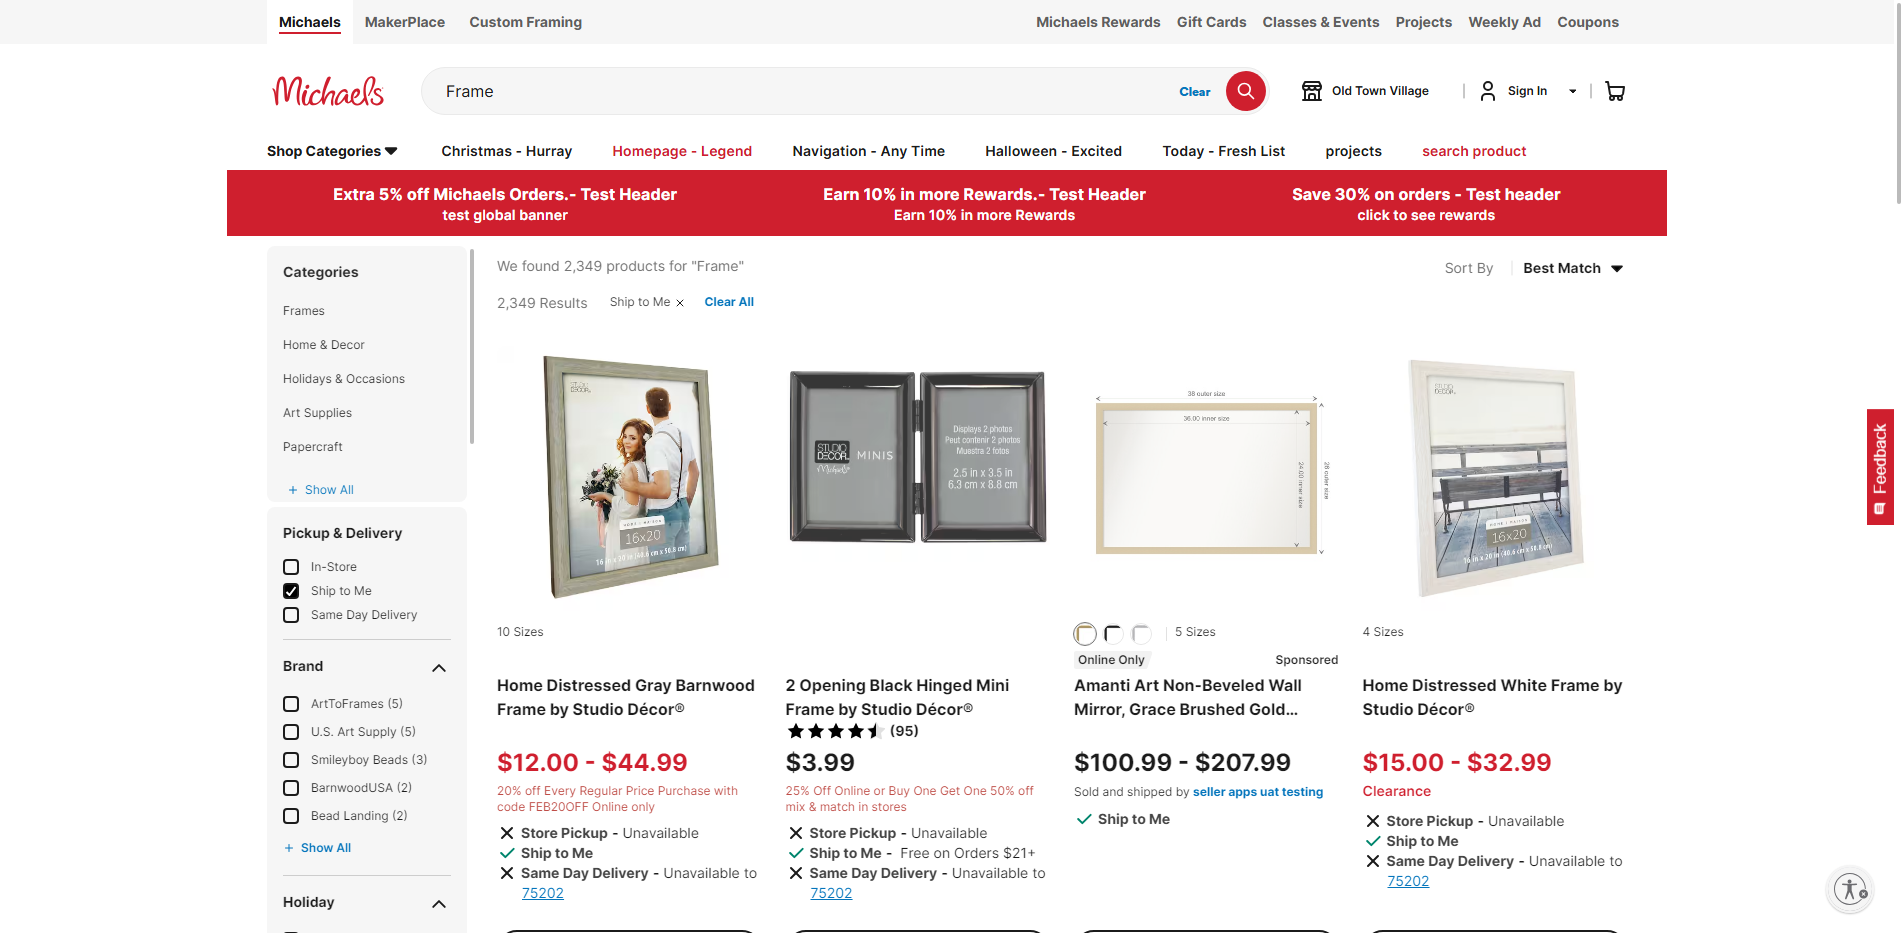 Michaels
MakerPlace
Custom Framing
Michaels Rewards
Gift Cards
Classes & Events
Projects
Weekly Ad
Coupons
Michaels
Frame
Clear
Old Town Village
Sign In
Shop Categories
Christmas - Hurray
Homepage - Legend
Navigation - Any Time
Halloween - Excited
Today - Fresh List
projects
search product
Extra 5% off Michaels Orders.- Test Header
test global banner
Earn 10% in more Rewards.- Test Header
Earn 10% in more Rewards
Save 30% on orders - Test header
click to see rewards
Categories
Frames
Home & Decor
Holidays & Occasions
Art Supplies
Papercraft
+ Show All
Pickup & Delivery
In-Store
Ship to Me
Same Day Delivery
Brand
ArtToFrames (5)
U.S. Art Supply (5)
Smileyboy Beads (3)
BarnwoodUSA (2)
Bead Landing (2)
+ Show All
Holiday
We found 2,349 products for "Frame"
Sort By
Best Match
2,349 Results
Ship to Me
Clear All
STUDIO
DECOR
HOME | MAISON
16x20
16 in x 20 in (40.6 cm x 50.8 cm)
10 Sizes
Home Distressed Gray Barnwood
Frame by Studio Décor®
$12.00 - $44.99
20% off Every Regular Price Purchase with
code FEB20OFF Online only
Store Pickup - Unavailable
Ship to Me
Same Day Delivery - Unavailable to
75202
STUDIO
DECOR
MINIS
Michaels
Displays 2 photos
Peut contenir 2 photos
Muestra 2 fotos
2.5 in x 3.5 in
6.3 cm x 8.8 cm
2 Opening Black Hinged Mini
Frame by Studio Décor®
(95)
$3.99
25% Off Online or Buy One Get One 50% off
mix & match in stores
Store Pickup - Unavailable
Ship to Me - Free on Orders $21+
Same Day Delivery - Unavailable to
75202
38 outer size
36.00 inner size
24.00 inner size
26 outer size
5 Sizes
Online Only
Sponsored
Amanti Art Non-Beveled Wall
Mirror, Grace Brushed Gold...
$100.99 - $207.99
Sold and shipped by seller apps uat testing
Ship to Me
STUDIO
DECOR
HOME | MAISON
16x20
16 in x 20 in (40.6 cm x 50.8 cm)
4 Sizes
Home Distressed White Frame by
Studio Décor®
$15.00 - $32.99
Clearance
Store Pickup - Unavailable
Ship to Me
Same Day Delivery - Unavailable to
75202
Feedback